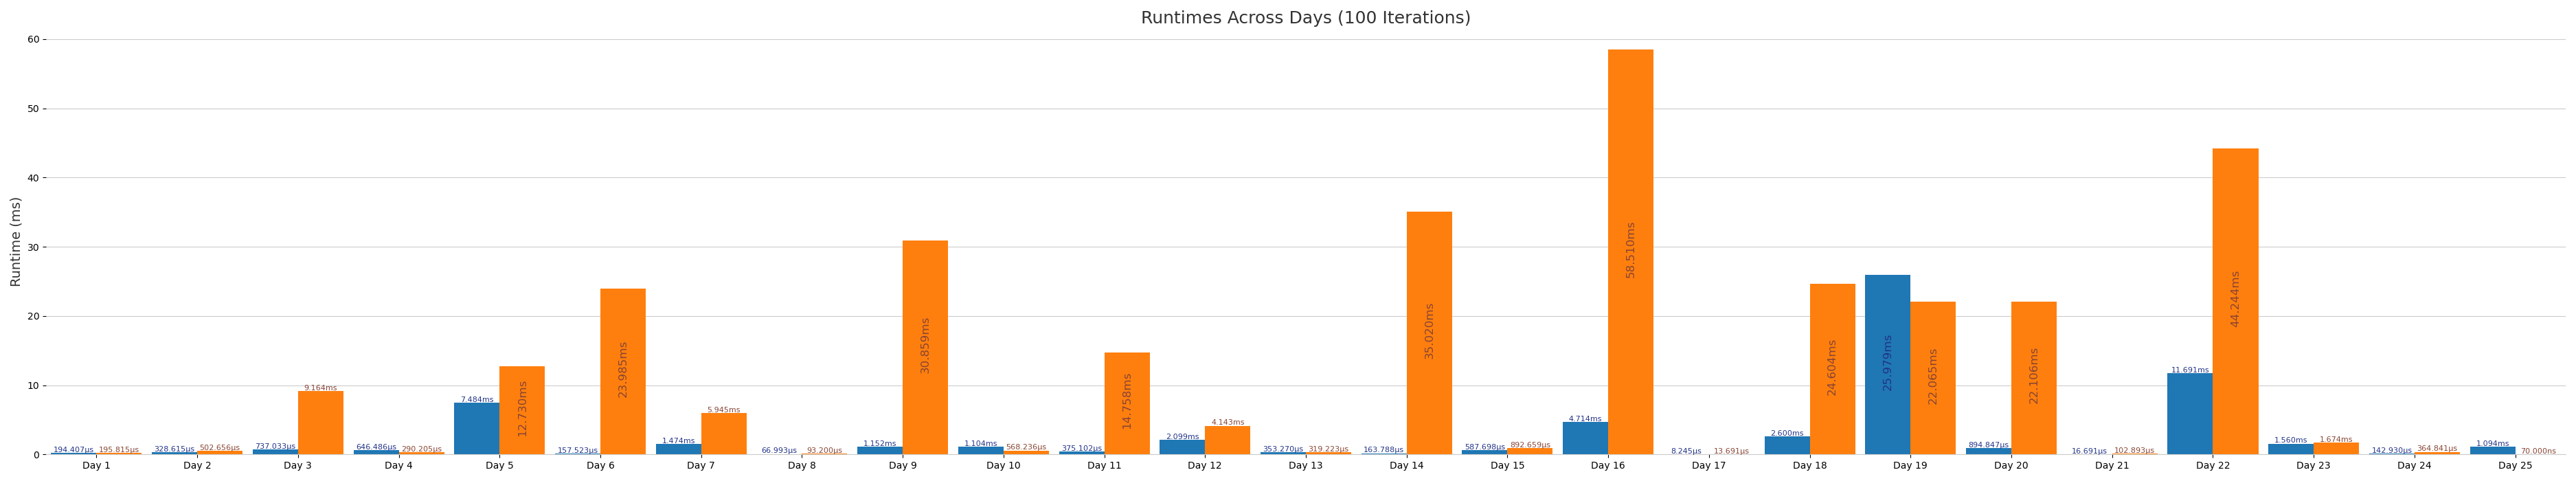 Runtimes Across Days (100 Iterations)
Runtime (ms)
60
50
40
30
20
10
0
194.407µs
195.815µs
328.615µs
502.656µs
737.033µs
9.164ms
646.486µs
290.205µs
7.484ms
12.730ms
157.523µs
23.985ms
1.474ms
5.945ms
66.993µs
93.200µs
1.152ms
30.859ms
1.104ms
568.236µs
375.102µs
14.758ms
2.099ms
4.143ms
353.270µs
319.223µs
163.788µs
35.020ms
587.698µs
892.659µs
4.714ms
58.510ms
8.245µs
13.691µs
2.600ms
24.604ms
25.979ms
22.065ms
894.847µs
22.106ms
16.691µs
102.893µs
11.691ms
44.244ms
1.560ms
1.674ms
142.930µs
364.841µs
1.094ms
70.000ns
Day 1
Day 2
Day 3
Day 4
Day 5
Day 6
Day 7
Day 8
Day 9
Day 10
Day 11
Day 12
Day 13
Day 14
Day 15
Day 16
Day 17
Day 18
Day 19
Day 20
Day 21
Day 22
Day 23
Day 24
Day 25